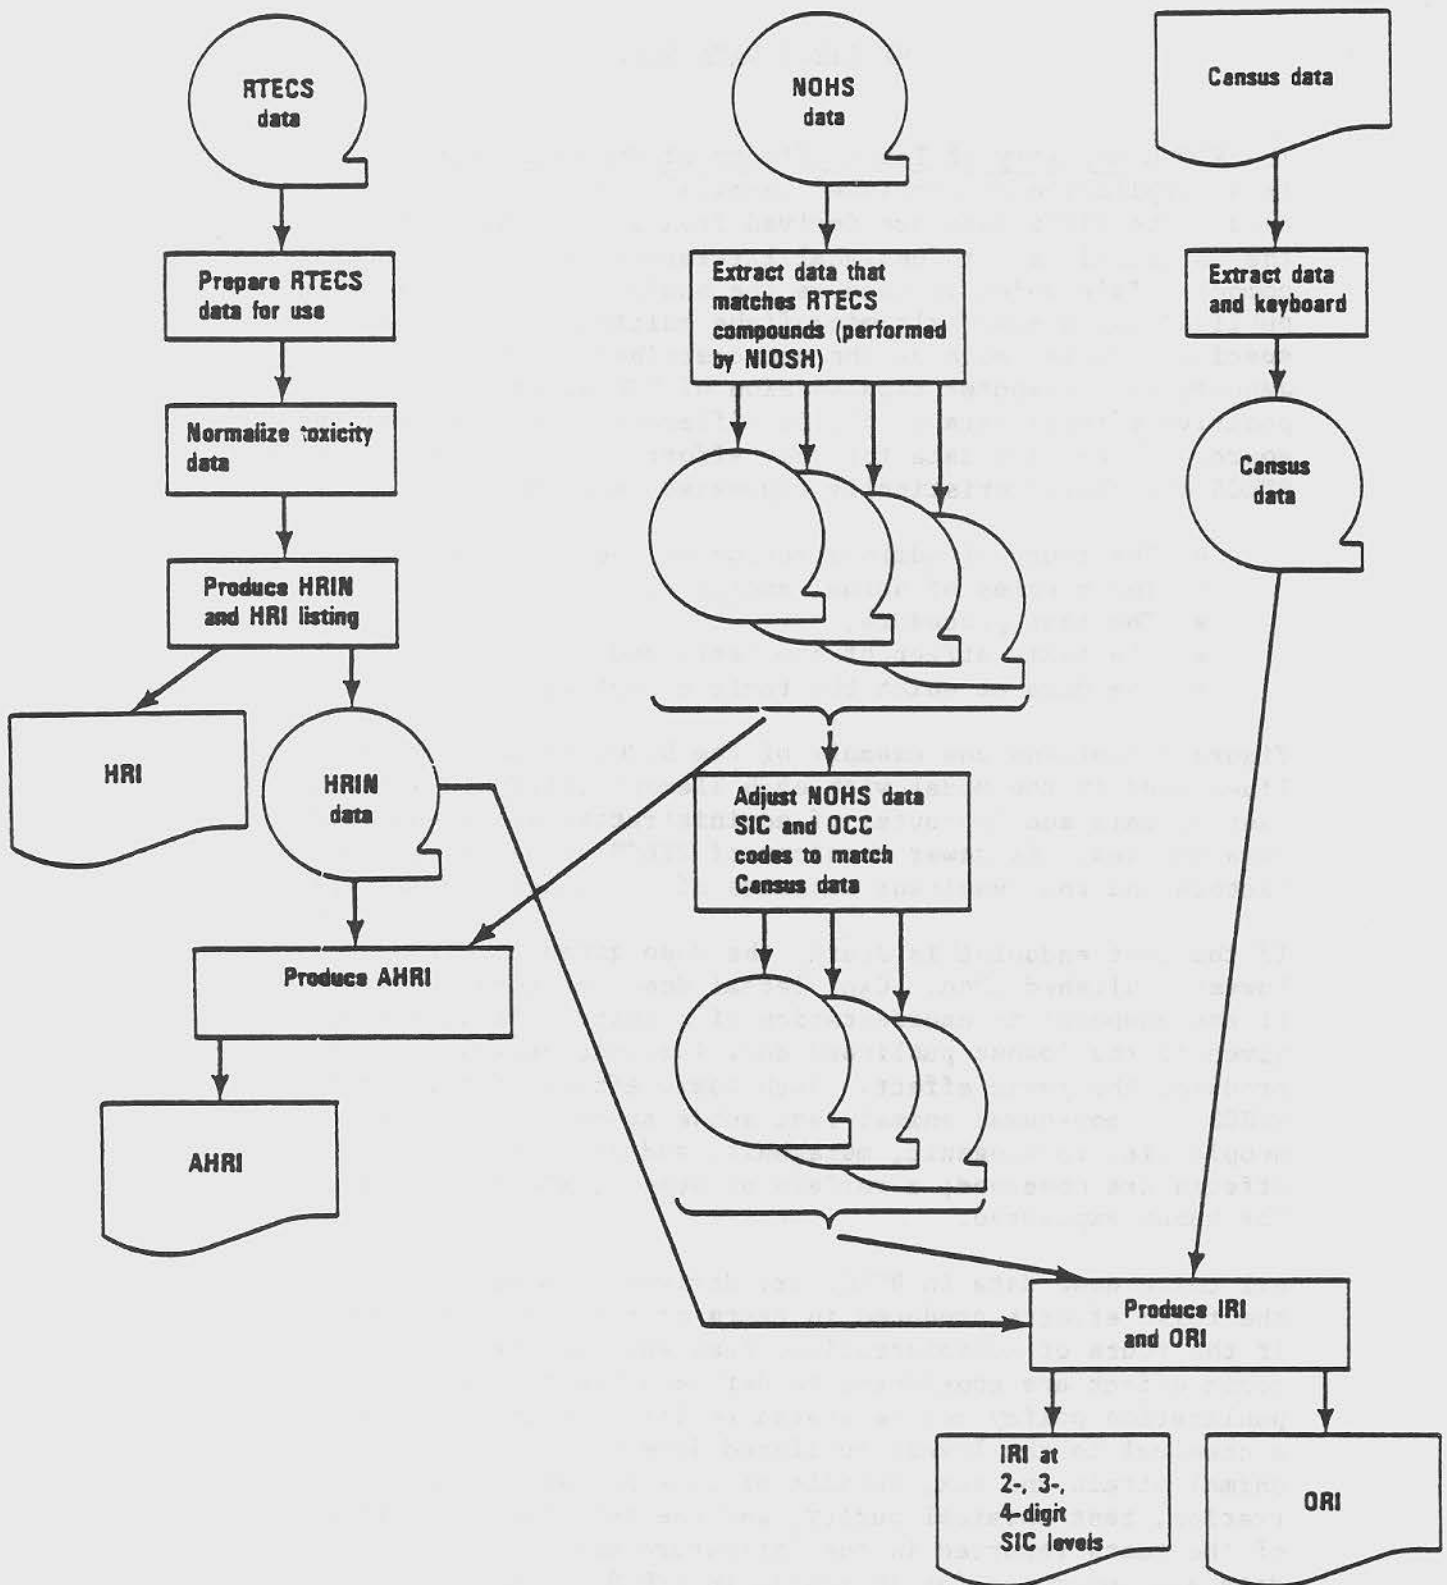 RTECS
data
NOHS
data
Census data
Prepare RTECS
data for use
Extract data that
matches RTECS
compounds (performed
by NIOSH)
Extract data
and keyboard
Normalize toxicity
data
Census
data
Produce HRIN
and HRI listing
HRI
HRIN
data
Adjust NOHS data
SIC and OCC
codes to match
Census data
Produce AHRI
AHRI
Produce IRI
and ORI
IRI at
2-, 3-,
4-digit
SIC levels
ORI